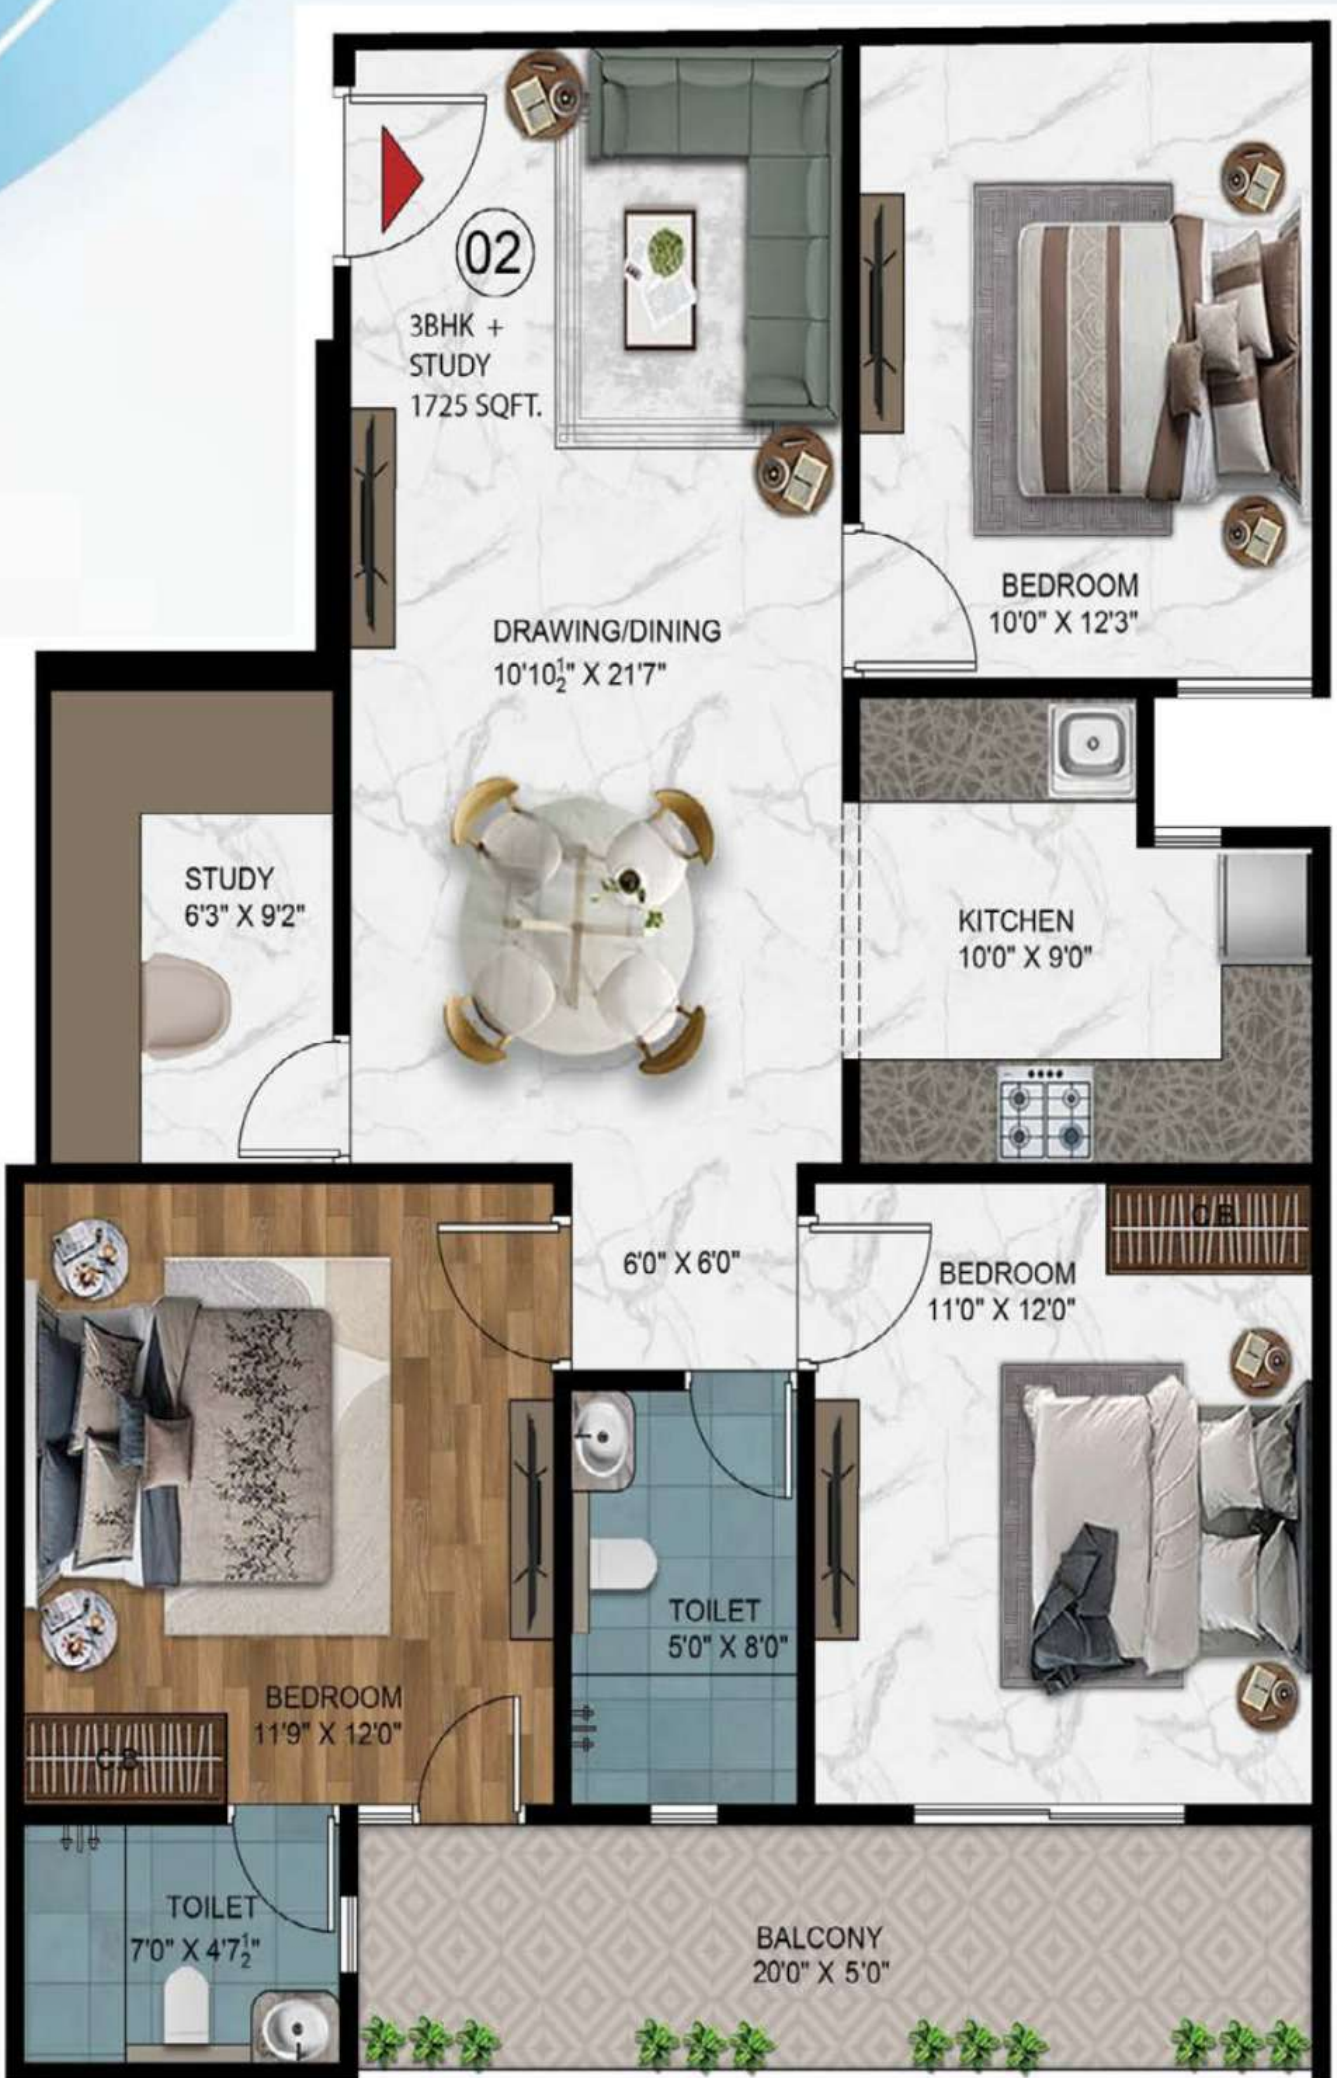 02
3BHK +
STUDY
1725 SQFT.
BEDROOM
10'0" X 12'3"
DRAWING/DINING
10'10½" X 21'7"
STUDY
6'3" X 9'2"
KITCHEN
10'0" X 9'0"
C.B.
6'0" X 6'0"
BEDROOM
11'0" X 12'0"
TOILET
5'0" X 8'0"
BEDROOM
11'9" X 12'0"
C.B.
TOILET
7'0" X 4'7½"
BALCONY
20'0" X 5'0"